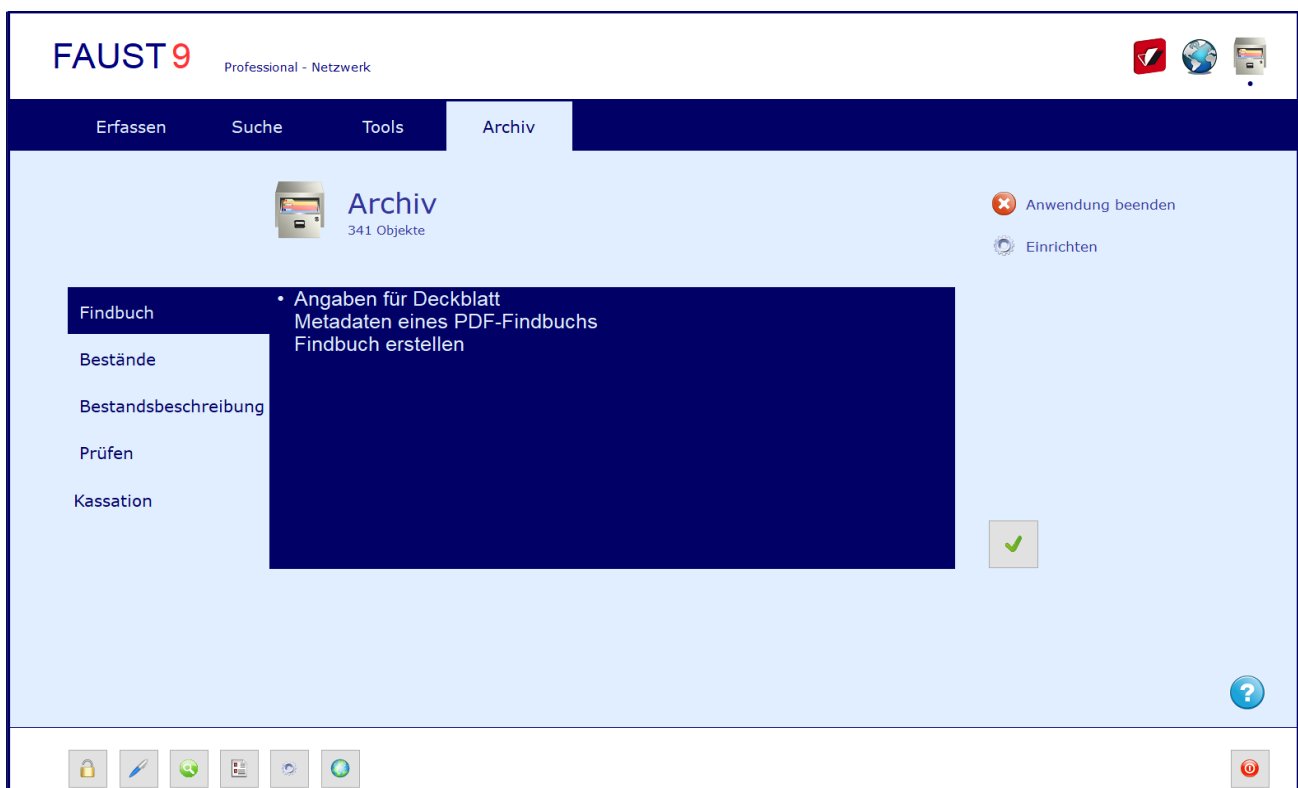 FAUST 9 Professional - Netzwerk
Erfassen Suche Tools Archiv
Archiv
341 Objekte
Anwendung beenden
Einrichten
Findbuch
Bestände
Bestandsbeschreibung
Prüfen
Kassation
• Angaben für Deckblatt
Metadaten eines PDF-Findbuchs
Findbuch erstellen
?